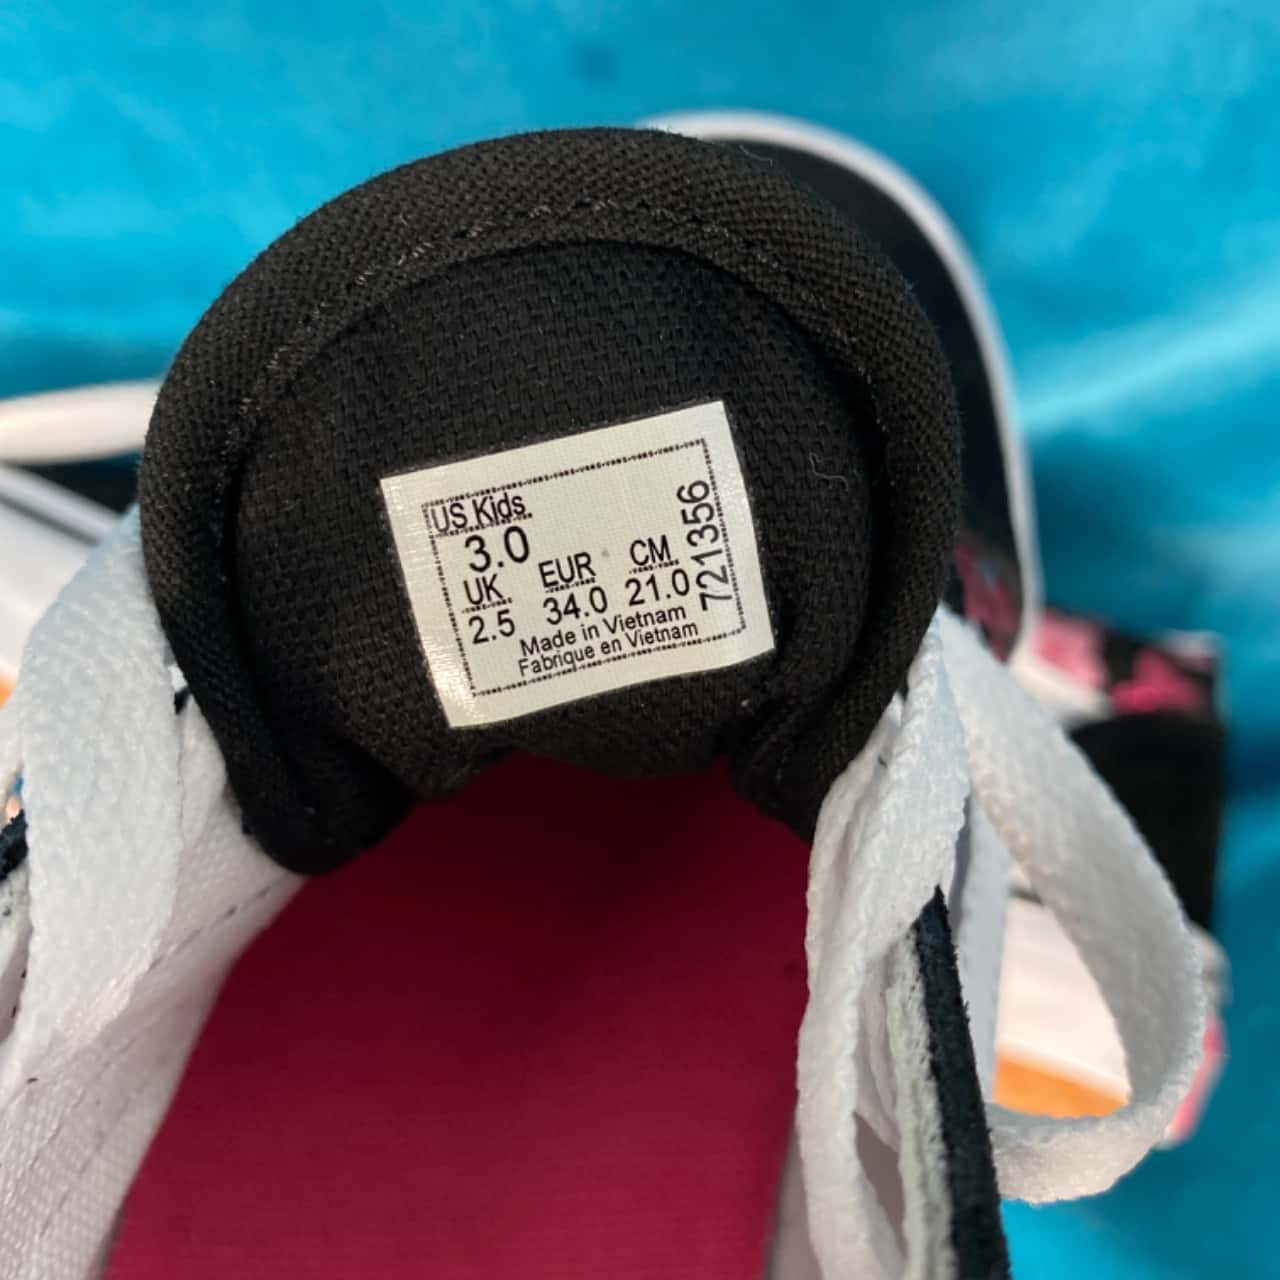 US Kids
3.0
UK EUR CM
2.5 34.0 21.0
Made in Vietnam
Fabrique en Vietnam
721356